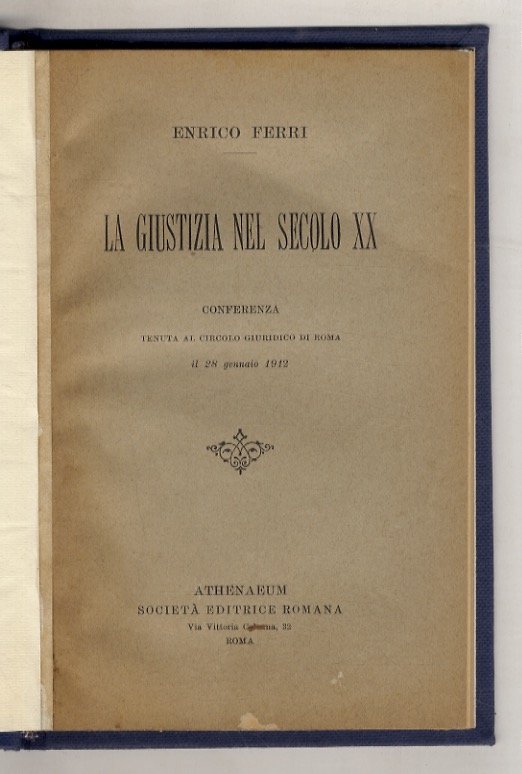 ENRICO FERRI
LA GIUSTIZIA NEL SECOLO XX
CONFERENZA
TENUTA AL CIRCOLO GIURIDICO DI ROMA
il 28 gennaio 1912
ATHENAEUM
SOCIETÀ EDITRICE ROMANA
Via Vittoria Colonna, 32
ROMA